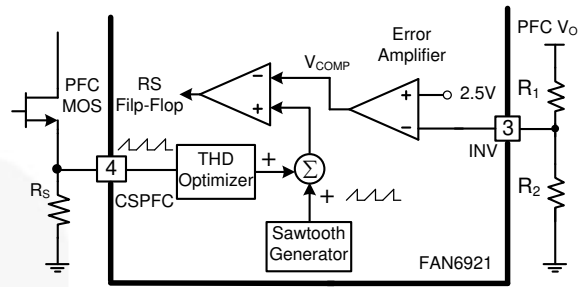 Error
Amplifier
PFC VO
VCOMP
PFC
MOS
RS
Filp-Flop
−
+
+
−
2.5V
R1
3
INV
R2
4
THD
Optimizer
+
Σ
+
RS
CSPFC
Sawtooth
Generator
FAN6921